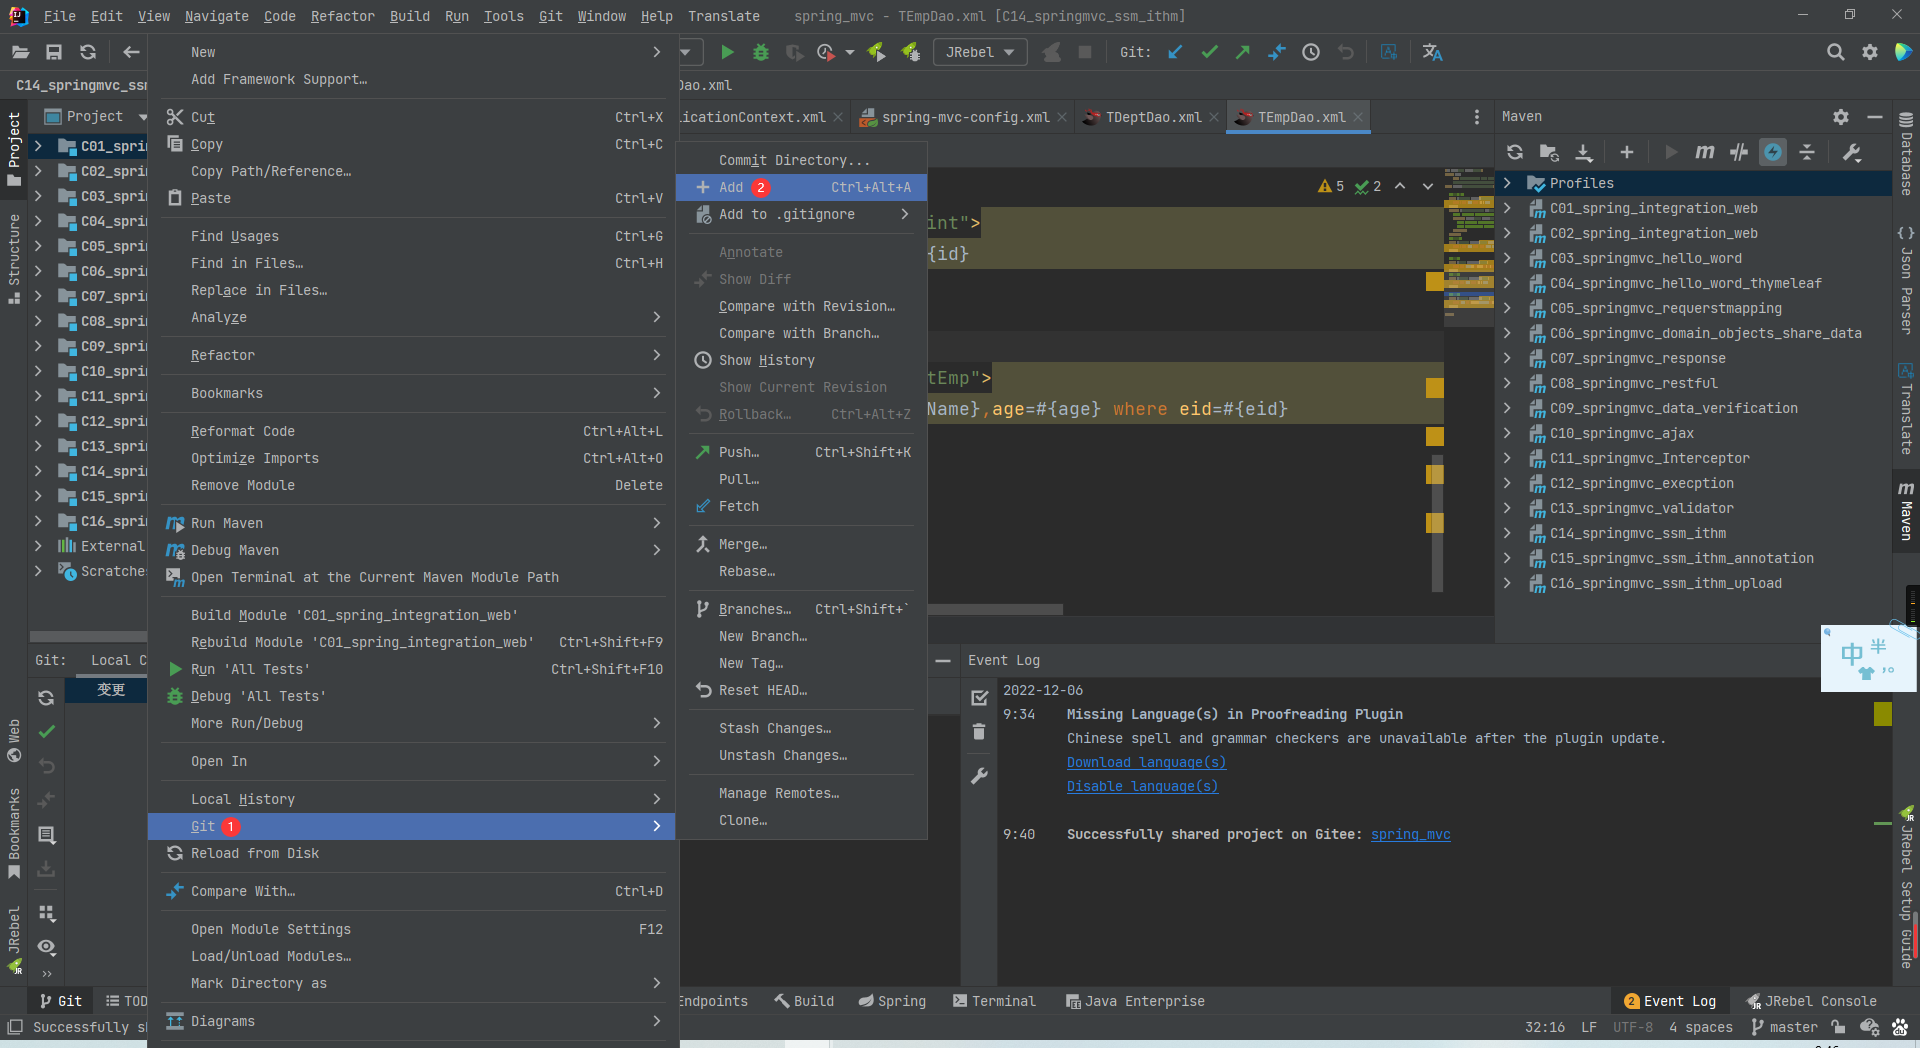 File Edit View Navigate Code Refactor Build Run Tools Git Window Help Translate spring_mvc - TEmpDao.xml [C14_springmvc_ssm_ithm]
JRebel Git:
C14_springmvc_ssm Dao.xml
Project
New
Add Framework Support...
Cut Ctrl+X
Copy Ctrl+C
Copy Path/Reference...
Paste Ctrl+V
Find Usages Ctrl+G
Find in Files... Ctrl+H
Replace in Files...
Analyze
Refactor
Bookmarks
Reformat Code Ctrl+Alt+L
Optimize Imports Ctrl+Alt+O
Remove Module Delete
Run Maven
Debug Maven
Open Terminal at the Current Maven Module Path
Build Module 'C01_spring_integration_web'
Rebuild Module 'C01_spring_integration_web' Ctrl+Shift+F9
Run 'All Tests' Ctrl+Shift+F10
Debug 'All Tests'
More Run/Debug
Open In
Local History
Git 1
Reload from Disk
Compare With... Ctrl+D
Open Module Settings F12
Load/Unload Modules...
Mark Directory as
Diagrams
Commit Directory...
Add 2 Ctrl+Alt+A
Add to .gitignore
Annotate
Show Diff
Compare with Revision...
Compare with Branch...
Show History
Show Current Revision
Rollback... Ctrl+Alt+Z
Push... Ctrl+Shift+K
Pull...
Fetch
Merge...
Rebase...
Branches... Ctrl+Shift+`
New Branch...
New Tag...
Reset HEAD...
Stash Changes...
Unstash Changes...
Manage Remotes...
Clone...
C01_spri
C02_spri
C03_spri
C04_spri
C05_spri
C06_spri
C07_spri
C08_spri
C09_spri
C10_spri
C11_spri
C12_spri
C13_spri
C14_spri
C15_spri
C16_spri
External
Scratche
Git: Local C
变更
licationContext.xml spring-mvc-config.xml TDeptDao.xml TEmpDao.xml
5 2
int">
{id}
tEmp">
Name},age=#{age} where eid=#{eid}
Maven
Profiles
C01_spring_integration_web
C02_spring_integration_web
C03_springmvc_hello_word
C04_springmvc_hello_word_thymeleaf
C05_springmvc_requerstmapping
C06_springmvc_domain_objects_share_data
C07_springmvc_response
C08_springmvc_restful
C09_springmvc_data_verification
C10_springmvc_ajax
C11_springmvc_Interceptor
C12_springmvc_execption
C13_springmvc_validator
C14_springmvc_ssm_ithm
C15_springmvc_ssm_ithm_annotation
C16_springmvc_ssm_ithm_upload
中 半
Event Log
2022-12-06
9:34 Missing Language(s) in Proofreading Plugin
Chinese spell and grammar checkers are unavailable after the plugin update.
Download language(s)
Disable language(s)
9:40 Successfully shared project on Gitee: spring_mvc
Project
Structure
Web
Bookmarks
JRebel
Database
Json Parser
Translate
Maven
JRebel Setup Guide
Git TOD Endpoints Build Spring Terminal Java Enterprise 2 Event Log JRebel Console
Successfully sh 32:16 LF UTF-8 4 spaces master